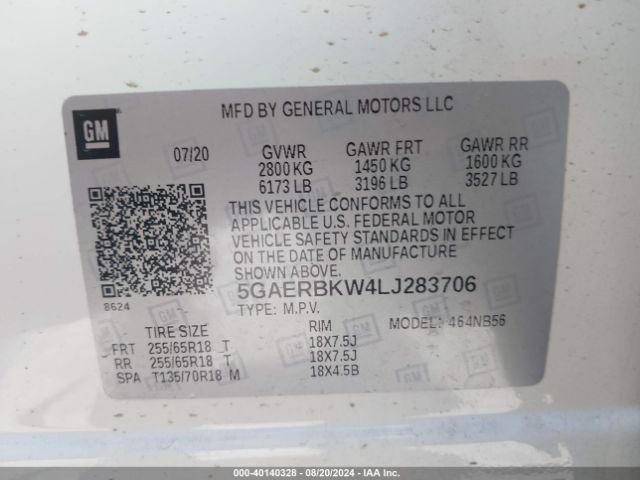 MFD BY GENERAL MOTORS LLC
GM
07/20 GVWR GAWR FRT GAWR RR
2800 KG 1450 KG 1600 KG
6173 LB 3196 LB 3527 LB
THIS VEHICLE CONFORMS TO ALL
APPLICABLE U.S. FEDERAL MOTOR
VEHICLE SAFETY STANDARDS IN EFFECT
ON THE DATE OF MANUFACTURE
SHOWN ABOVE.
5GAERBKW4LJ283706
8624
TYPE: M.P.V. MODEL: 464NB56
TIRE SIZE RIM
FRT 255/65R18 T 18X7.5J
RR 255/65R18 T 18X7.5J
SPA T135/70R18 M 18X4.5B
000-40140328 - 08/20/2024 - IAA Inc.